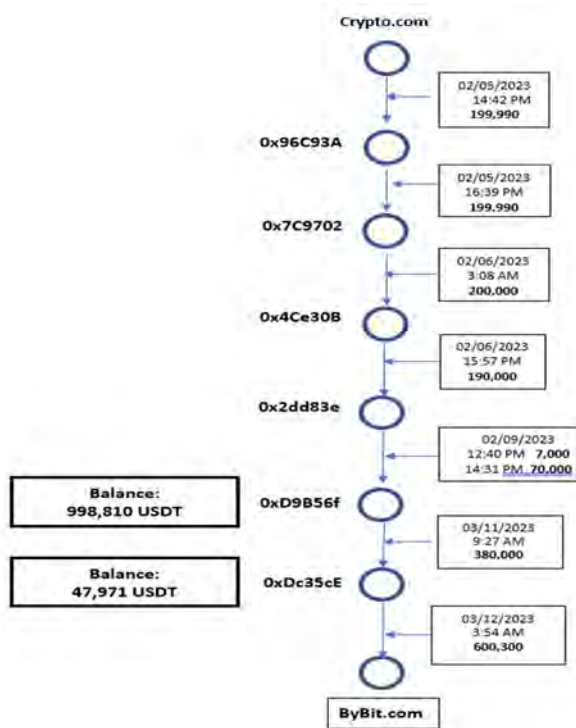 Crypto.com
02/05/2023
14:42 PM
199,990
0x96C93A
02/05/2023
16:39 PM
199,990
0x7C9702
02/06/2023
3:08 AM
200,000
0x4Ce30B
02/06/2023
15:57 PM
190,000
0x2dd83e
02/09/2023
12:40 PM 7,000
14:31 PM 70,000
Balance:
998,810 USDT
0xD9B56f
03/11/2023
9:27 AM
380,000
Balance:
47,971 USDT
0xDc35cE
03/12/2023
3:54 AM
600,300
ByBit.com